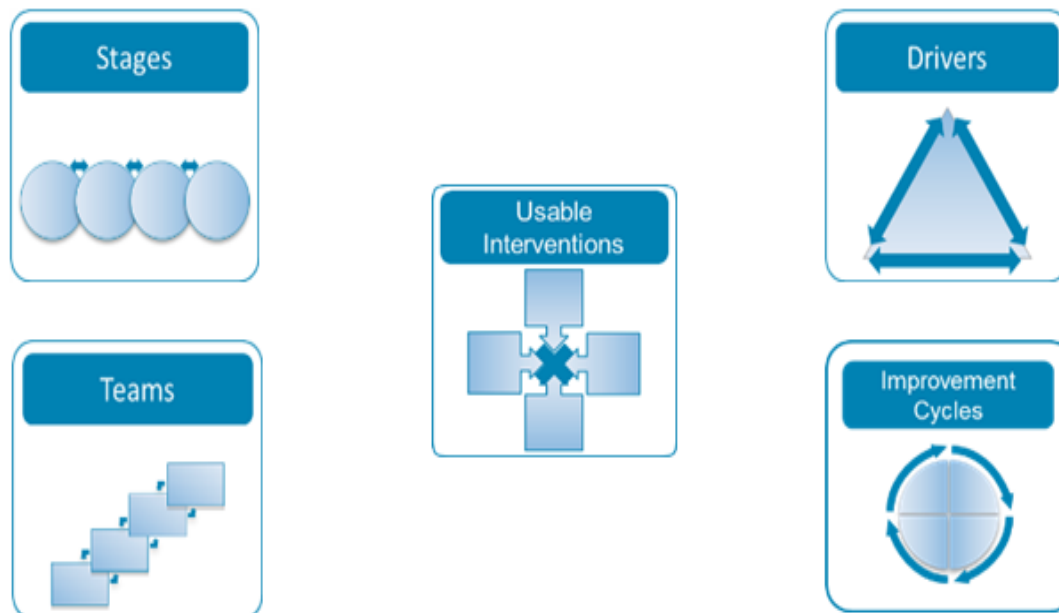 Stages
Drivers
Usable
Interventions
Teams
Improvement
Cycles